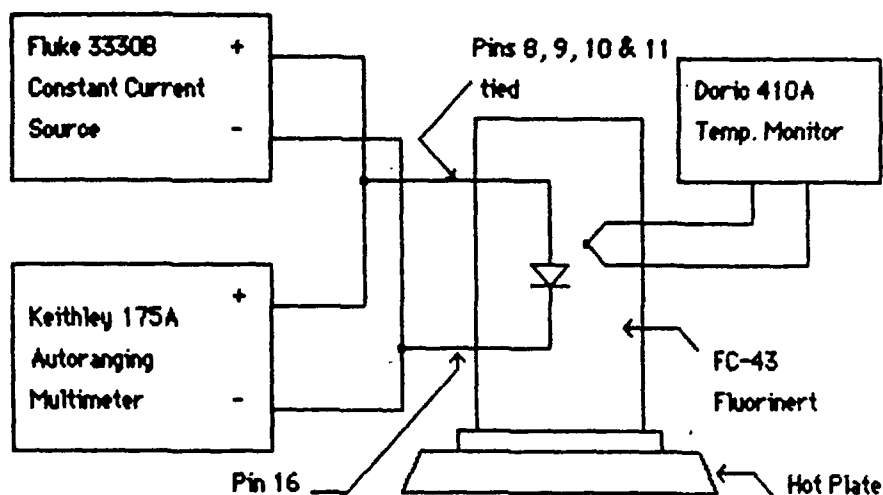 Fluke 3330B +
Constant Current
Source -
Pins 8, 9, 10 & 11
tied
Doric 410A
Temp. Monitor
Keithley 175A +
Autoranging
Multimeter -
FC-43
Fluorinert
Pin 16
Hot Plate